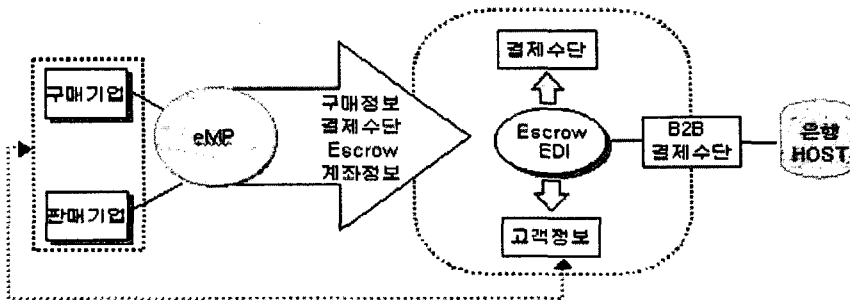 구매기업
판매기업
eMP
구매정보
결제수단
Escrow
계좌정보
결제수단
Escrow
EDI
고객정보
B2B
결제수단
은행
HOST